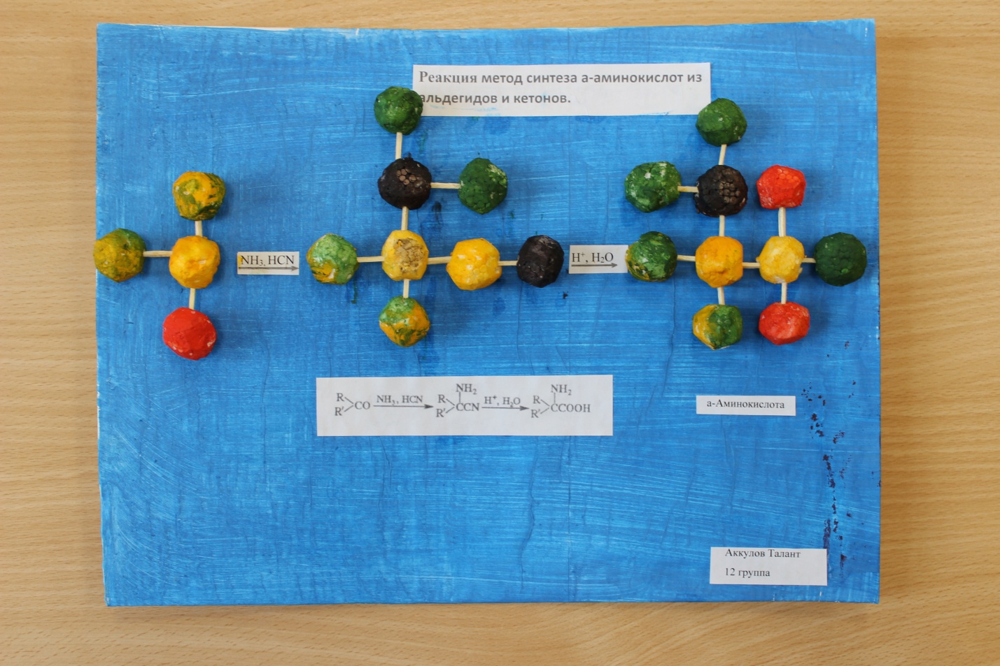 Реакция метод синтеза а-аминокислот из
альдегидов и кетонов.
NH₃, HCN
H⁺, H₂O
R
R'
CO
NH₃, HCN
NH₂
R
R'
CCN
H⁺, H₂O
NH₂
R
R'
CCOOH
а-Аминокислота
Аккулов Талант
12 группа